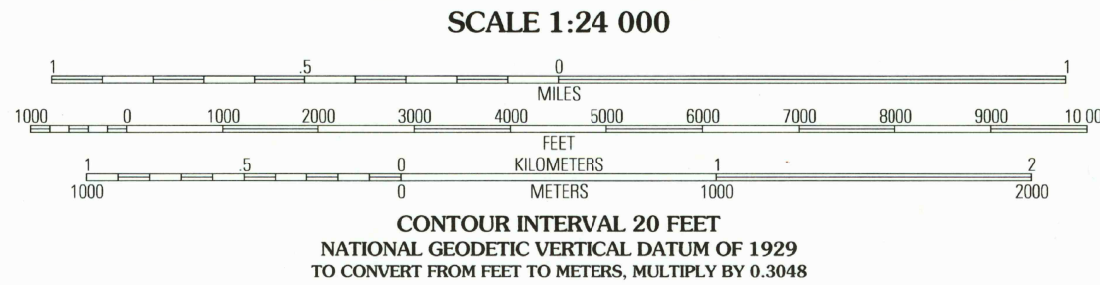 SCALE 1:24 000
1 .5 0 1
MILES
1000 0 1000 2000 3000 4000 5000 6000 7000 8000 9000 10 00
FEET
1 .5 0 KILOMETERS 1 2
1000 0 METERS 1000 2000
CONTOUR INTERVAL 20 FEET
NATIONAL GEODETIC VERTICAL DATUM OF 1929
TO CONVERT FROM FEET TO METERS, MULTIPLY BY 0.3048